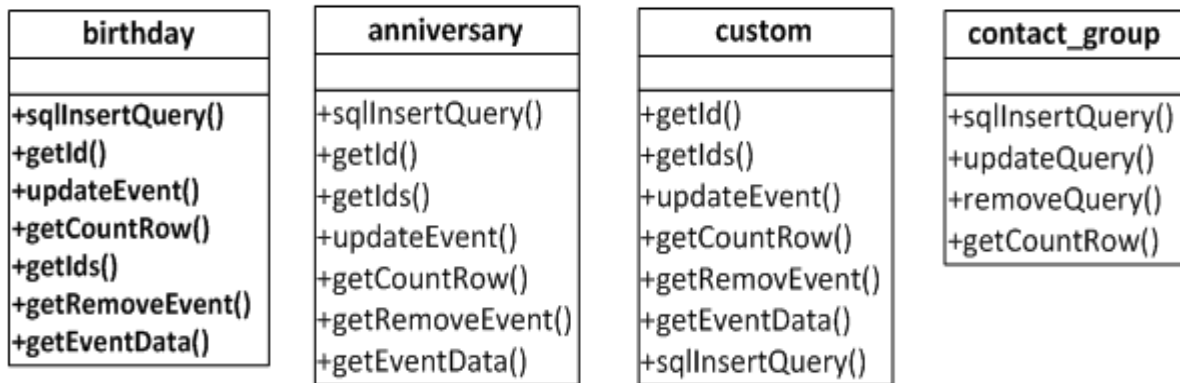 birthday
+sqlInsertQuery()
+getId()
+updateEvent()
+getCountRow()
+getIds()
+getRemoveEvent()
+getEventData()
anniversary
+sqlInsertQuery()
+getId()
+getIds()
+updateEvent()
+getCountRow()
+getRemoveEvent()
+getEventData()
custom
+getId()
+getIds()
+updateEvent()
+getCountRow()
+getRemovEvent()
+getEventData()
+sqlInsertQuery()
contact_group
+sqlInsertQuery()
+updateQuery()
+removeQuery()
+getCountRow()